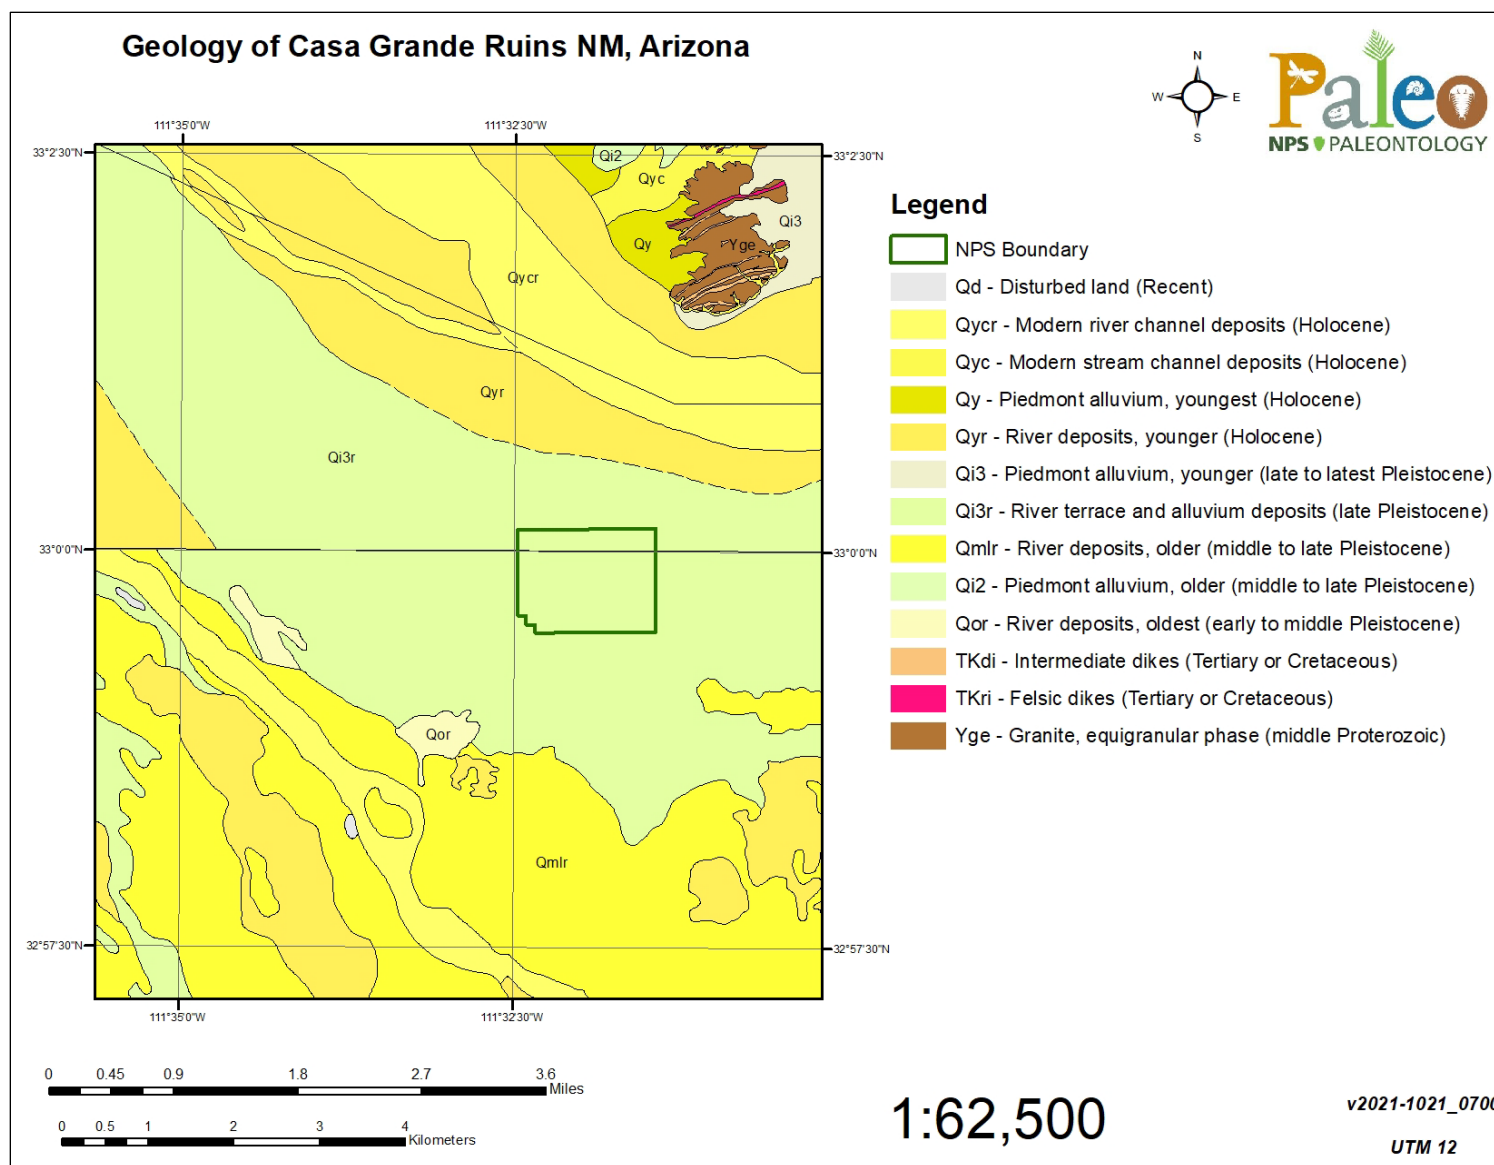 Geology of Casa Grande Ruins NM, Arizona
N
W E
S
Paleo
NPS PALEONTOLOGY
111°35'0"W 111°32'30"W
33°2'30"N 33°2'30"N
Qi2
Qyc
Qi3
Qy
Yge
Qycr
Qyr
Qi3r
33°0'0"N 33°0'0"N
Qor
Qmlr
32°57'30"N 32°57'30"N
111°35'0"W 111°32'30"W
Legend
NPS Boundary
Qd - Disturbed land (Recent)
Qycr - Modern river channel deposits (Holocene)
Qyc - Modern stream channel deposits (Holocene)
Qy - Piedmont alluvium, youngest (Holocene)
Qyr - River deposits, younger (Holocene)
Qi3 - Piedmont alluvium, younger (late to latest Pleistocene)
Qi3r - River terrace and alluvium deposits (late Pleistocene)
Qmlr - River deposits, older (middle to late Pleistocene)
Qi2 - Piedmont alluvium, older (middle to late Pleistocene)
Qor - River deposits, oldest (early to middle Pleistocene)
TKdi - Intermediate dikes (Tertiary or Cretaceous)
TKri - Felsic dikes (Tertiary or Cretaceous)
Yge - Granite, equigranular phase (middle Proterozoic)
0 0.45 0.9 1.8 2.7 3.6
Miles
0 0.5 1 2 3 4
Kilometers
1:62,500
v2021-1021_0700
UTM 12